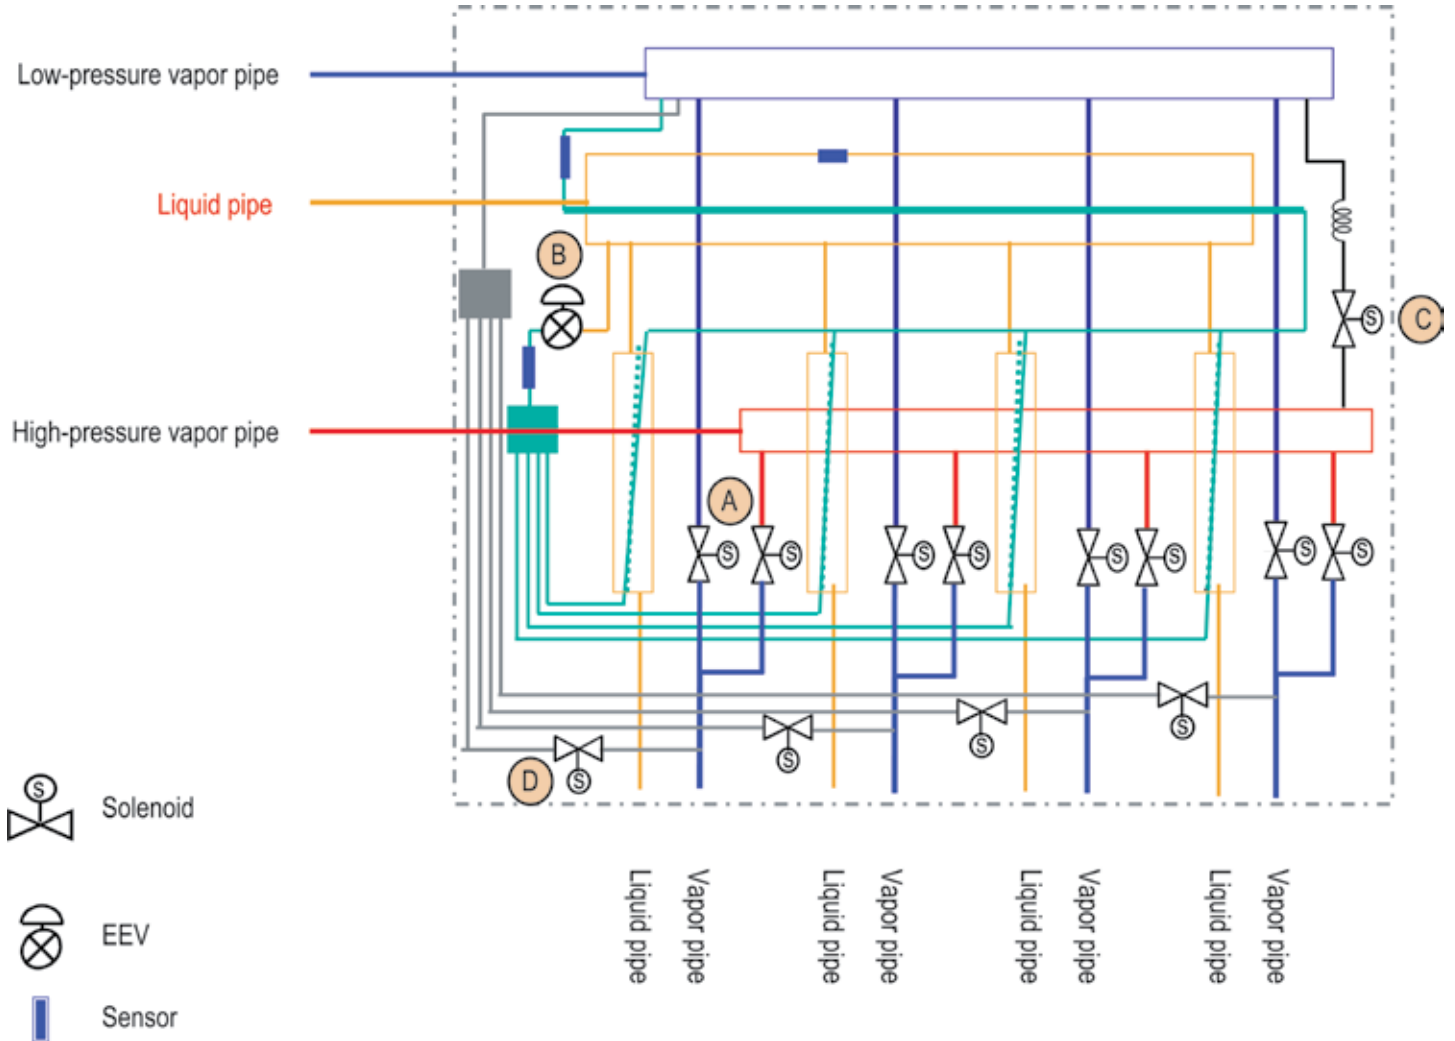 Low-pressure vapor pipe
Liquid pipe
B
S
C
High-pressure vapor pipe
A
S
S
S
S
S
S
S
S
S
S
S
D
S
S
Solenoid
EEV
Sensor
Liquid pipe
Vapor pipe
Liquid pipe
Vapor pipe
Liquid pipe
Vapor pipe
Liquid pipe
Vapor pipe